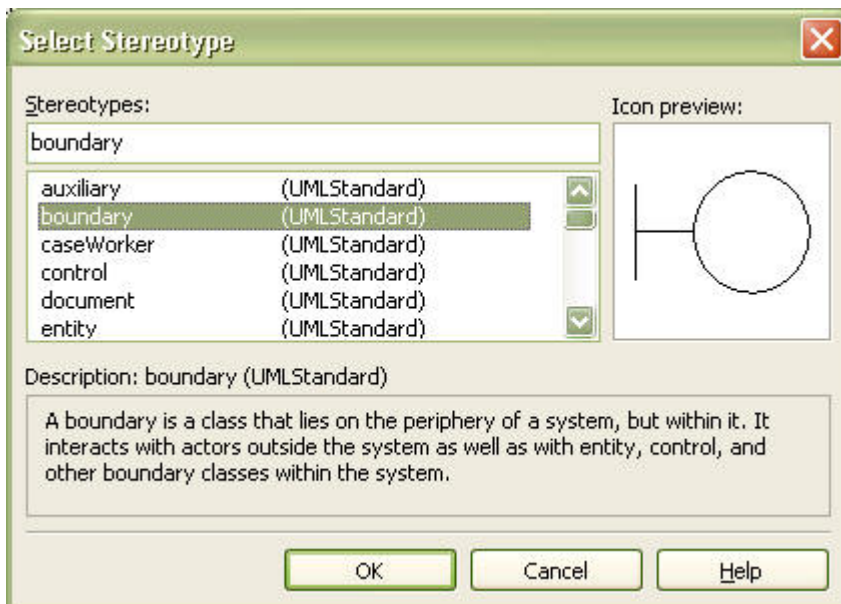 Select Stereotype
Stereotypes:
Icon preview:
boundary
auxiliary (UMLStandard)
boundary (UMLStandard)
caseWorker (UMLStandard)
control (UMLStandard)
document (UMLStandard)
entity (UMLStandard)
Description: boundary (UMLStandard)
A boundary is a class that lies on the periphery of a system, but within it. It
interacts with actors outside the system as well as with entity, control, and
other boundary classes within the system.
OK Cancel Help